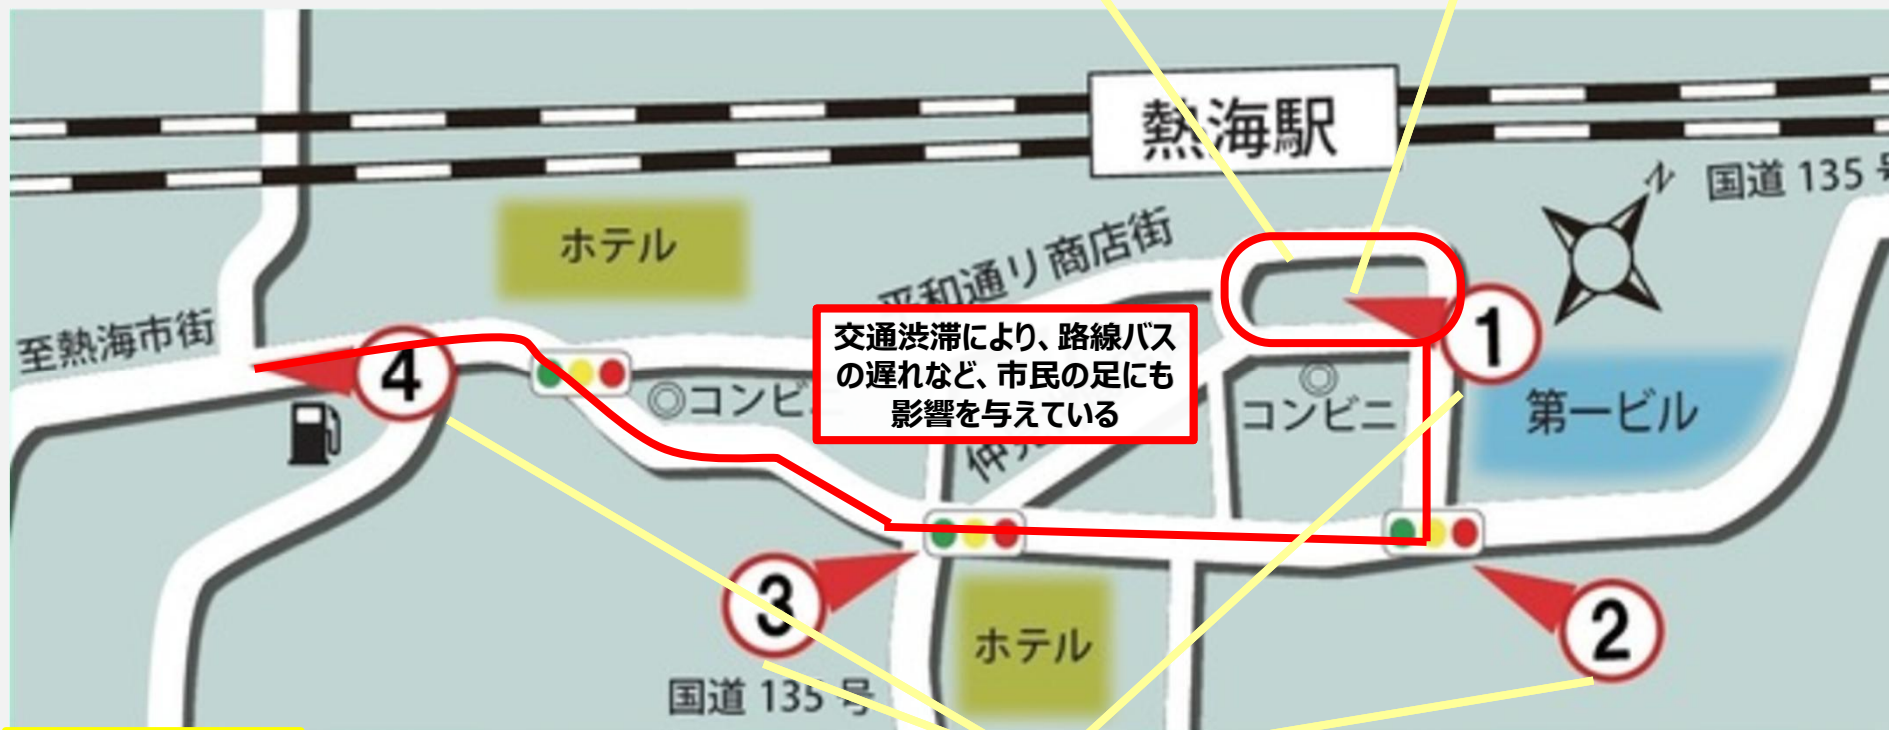 熱海駅
N
国道 135
ホテル
平和通り商店街
至熱海市街
交通渋滞により、路線バス
の遅れなど、市民の足にも
影響を与えている
1
4
◎コンビ
◎
コンビニ
第一ビル
仲
3
2
ホテル
国道 135 号